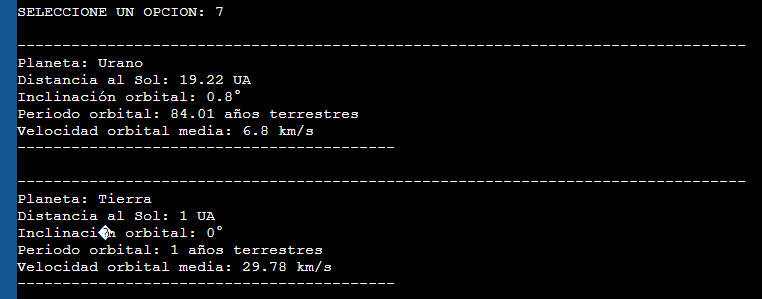 SELECCIONE UN OPCION: 7
---------------------------------------------------------------------------------
Planeta: Urano
Distancia al Sol: 19.22 UA
Inclinación orbital: 0.8°
Periodo orbital: 84.01 años terrestres
Velocidad orbital media: 6.8 km/s
------------------------------------------
---------------------------------------------------------------------------------
Planeta: Tierra
Distancia al Sol: 1 UA
Inclinaci�n orbital: 0°
Periodo orbital: 1 años terrestres
Velocidad orbital media: 29.78 km/s
------------------------------------------